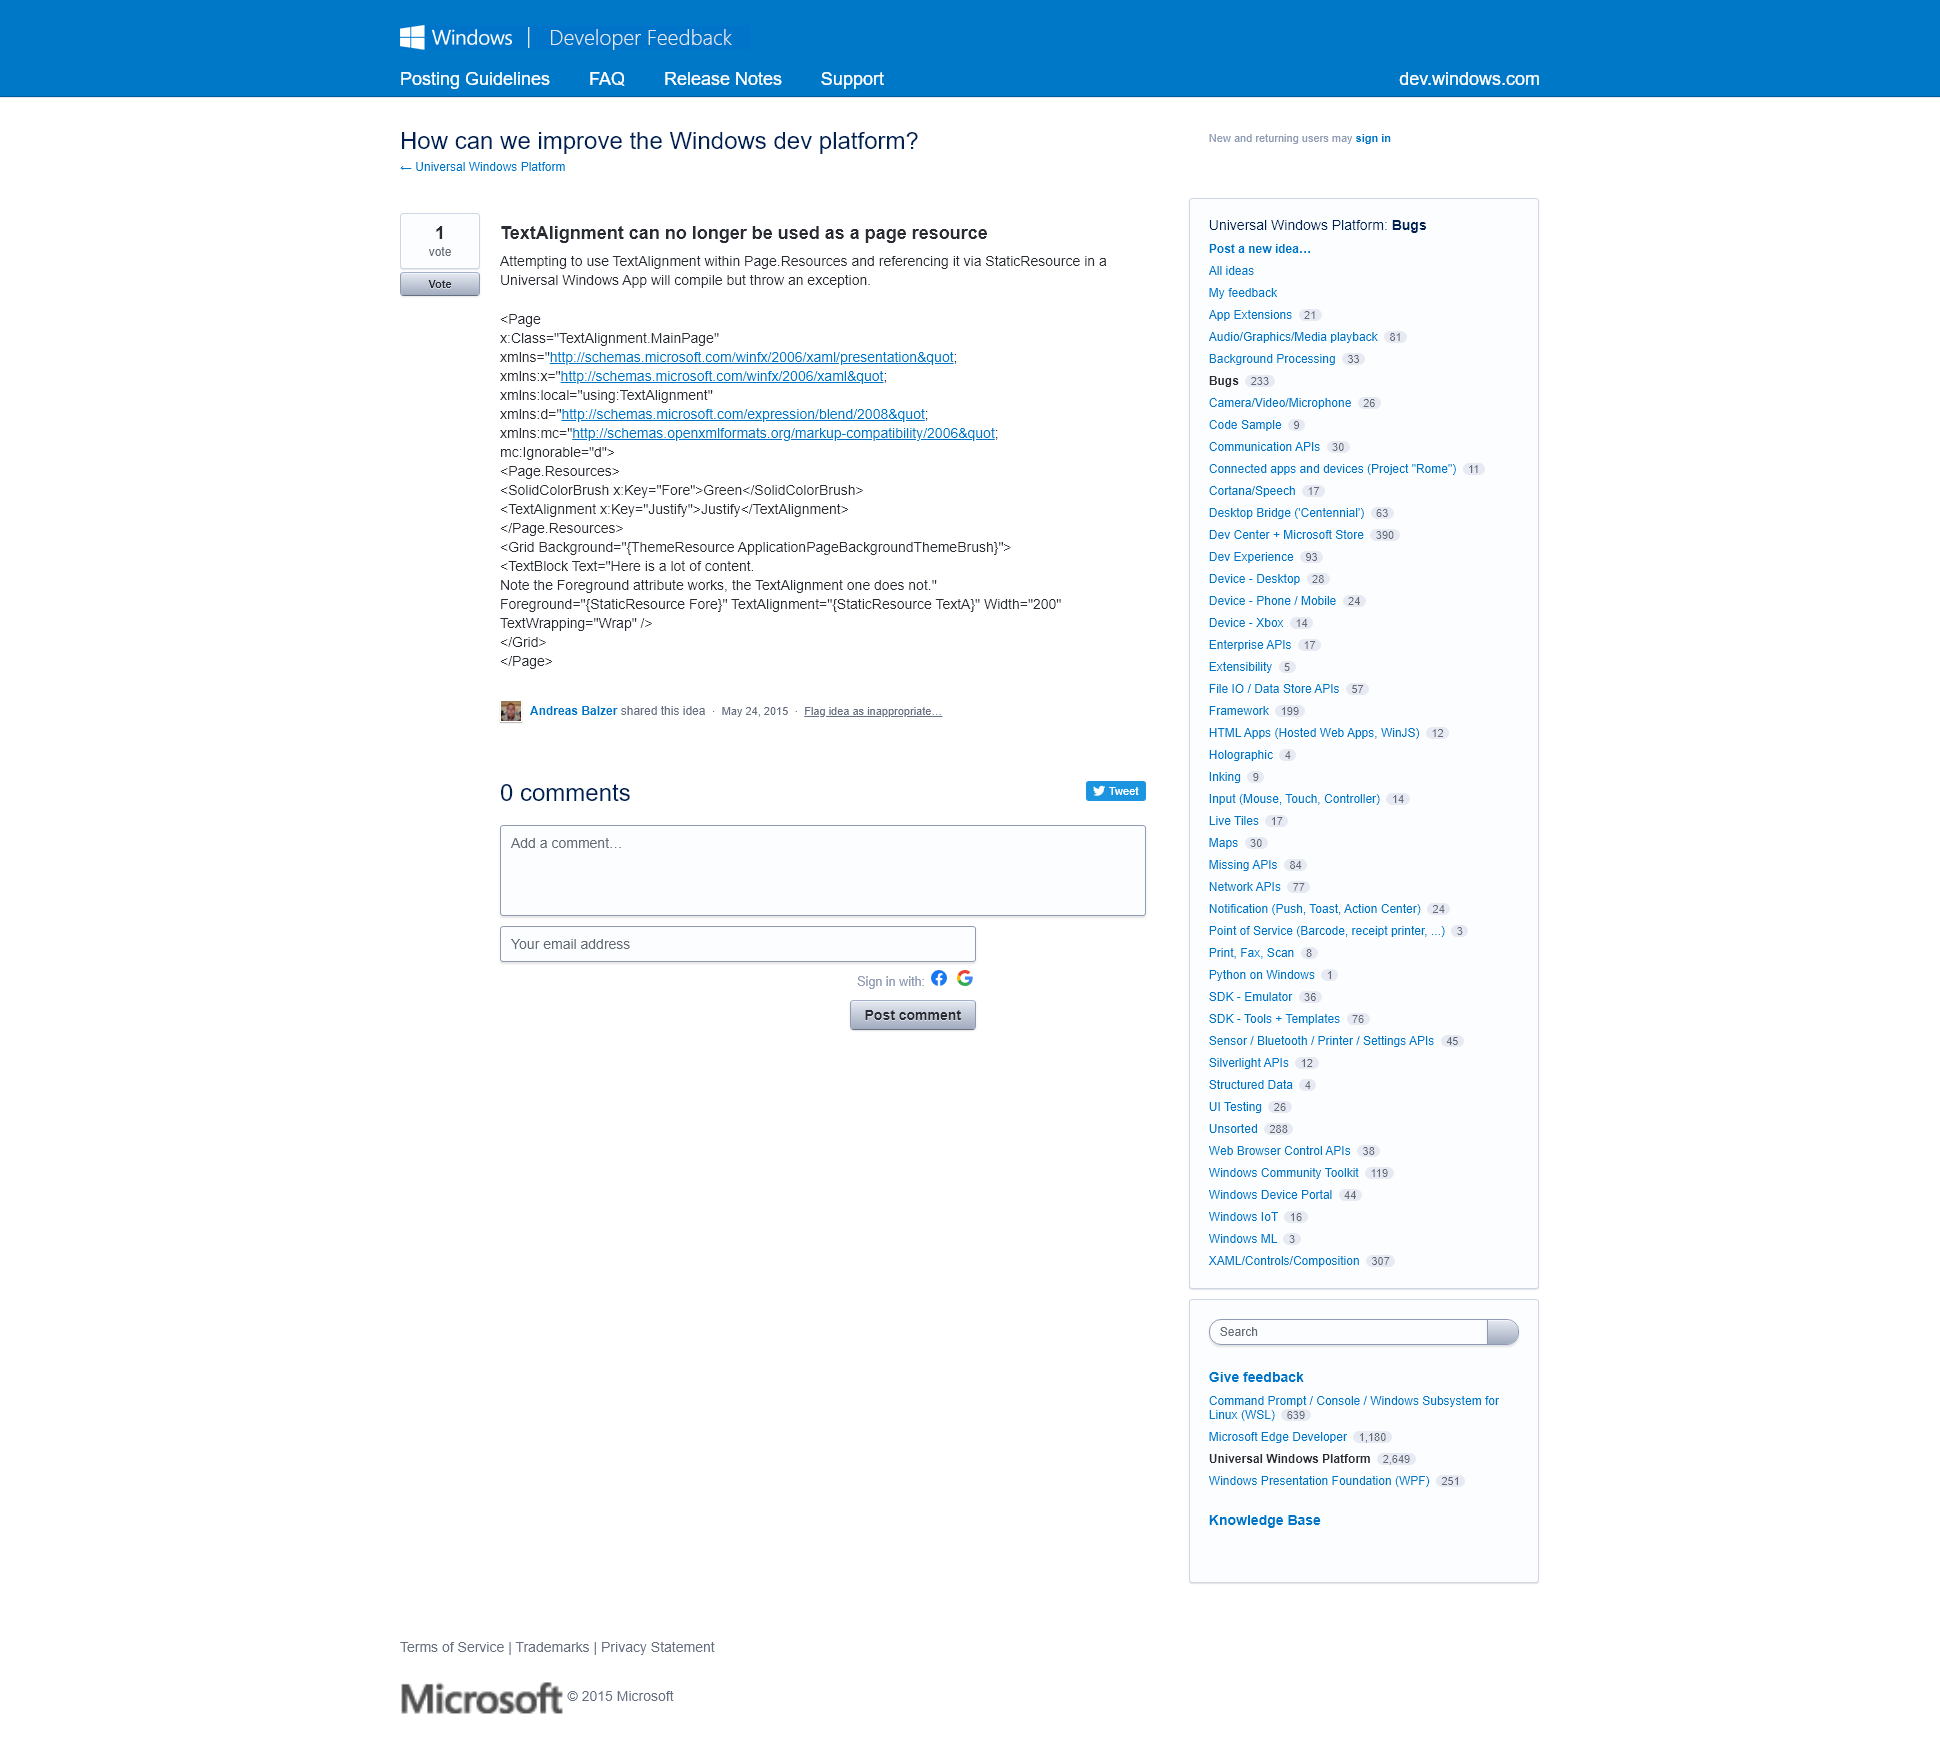 Windows | Developer Feedback
Posting Guidelines FAQ Release Notes Support dev.windows.com
How can we improve the Windows dev platform?
← Universal Windows Platform
New and returning users may sign in
1
vote
Vote
TextAlignment can no longer be used as a page resource
Attempting to use TextAlignment within Page.Resources and referencing it via StaticResource in a
Universal Windows App will compile but throw an exception.
<Page
x:Class="TextAlignment.MainPage"
xmlns="http://schemas.microsoft.com/winfx/2006/xaml/presentation&quot;
xmlns:x="http://schemas.microsoft.com/winfx/2006/xaml&quot;
xmlns:local="using:TextAlignment"
xmlns:d="http://schemas.microsoft.com/expression/blend/2008&quot;
xmlns:mc="http://schemas.openxmlformats.org/markup-compatibility/2006&quot;
mc:Ignorable="d">
<Page.Resources>
<SolidColorBrush x:Key="Fore">Green</SolidColorBrush>
<TextAlignment x:Key="Justify">Justify</TextAlignment>
</Page.Resources>
<Grid Background="{ThemeResource ApplicationPageBackgroundThemeBrush}">
<TextBlock Text="Here is a lot of content.
Note the Foreground attribute works, the TextAlignment one does not."
Foreground="{StaticResource Fore}" TextAlignment="{StaticResource TextA}" Width="200"
TextWrapping="Wrap" />
</Grid>
</Page>
Andreas Balzer shared this idea · May 24, 2015 · Flag idea as inappropriate…
0 comments
Tweet
Add a comment…
Your email address
Sign in with:
Post comment
Universal Windows Platform: Bugs
Post a new idea…
All ideas
My feedback
App Extensions 21
Audio/Graphics/Media playback 81
Background Processing 33
Bugs 233
Camera/Video/Microphone 26
Code Sample 9
Communication APIs 30
Connected apps and devices (Project "Rome") 11
Cortana/Speech 17
Desktop Bridge ('Centennial') 63
Dev Center + Microsoft Store 390
Dev Experience 93
Device - Desktop 28
Device - Phone / Mobile 24
Device - Xbox 14
Enterprise APIs 17
Extensibility 5
File IO / Data Store APIs 57
Framework 199
HTML Apps (Hosted Web Apps, WinJS) 12
Holographic 4
Inking 9
Input (Mouse, Touch, Controller) 14
Live Tiles 17
Maps 30
Missing APIs 84
Network APIs 77
Notification (Push, Toast, Action Center) 24
Point of Service (Barcode, receipt printer, ...) 3
Print, Fax, Scan 8
Python on Windows 1
SDK - Emulator 36
SDK - Tools + Templates 76
Sensor / Bluetooth / Printer / Settings APIs 45
Silverlight APIs 12
Structured Data 4
UI Testing 26
Unsorted 288
Web Browser Control APIs 38
Windows Community Toolkit 119
Windows Device Portal 44
Windows IoT 16
Windows ML 3
XAML/Controls/Composition 307
Search
Give feedback
Command Prompt / Console / Windows Subsystem for
Linux (WSL) 639
Microsoft Edge Developer 1,180
Universal Windows Platform 2,649
Windows Presentation Foundation (WPF) 251
Knowledge Base
Terms of Service | Trademarks | Privacy Statement
Microsoft © 2015 Microsoft